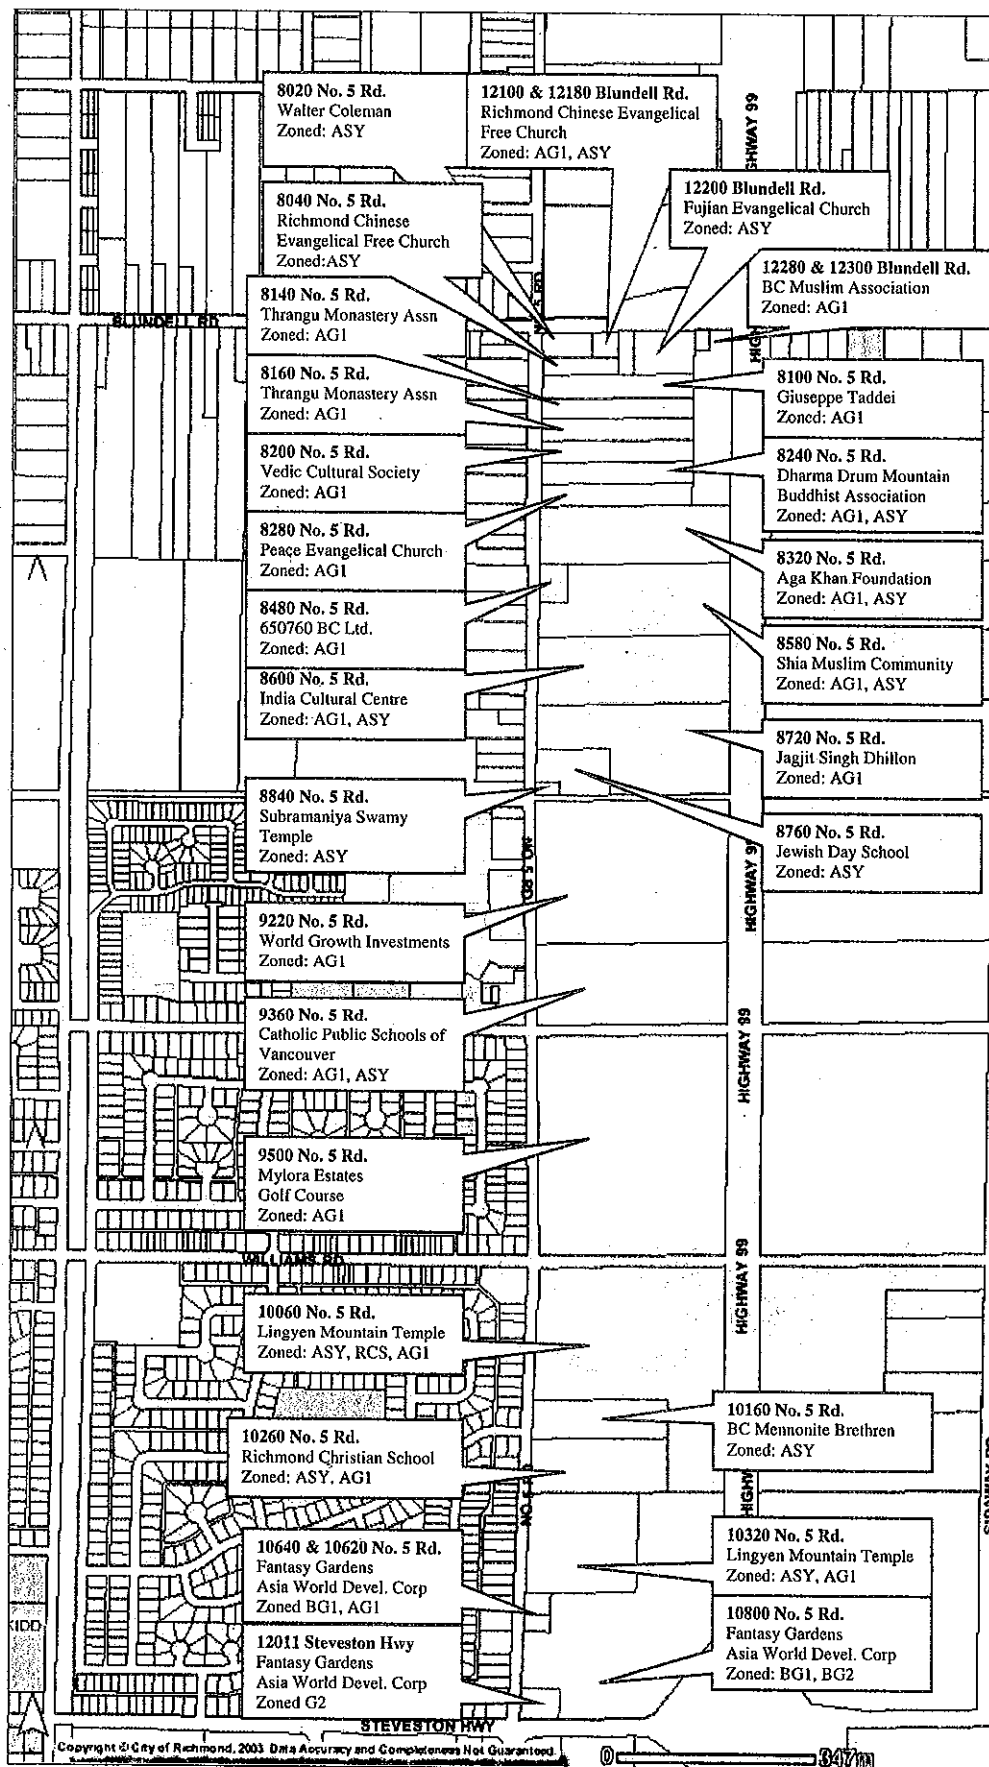 8020 No. 5 Rd.
Walter Coleman
Zoned: ASY
12100 & 12180 Blundell Rd.
Richmond Chinese Evangelical
Free Church
Zoned: AG1, ASY
HIGHWAY 99
8040 No. 5 Rd.
Richmond Chinese
Evangelical Free Church
Zoned:ASY
12200 Blundell Rd.
Fujian Evangelical Church
Zoned: ASY
12280 & 12300 Blundell Rd.
BC Muslim Association
Zoned: AG1
8140 No. 5 Rd.
Thrangu Monastery Assn
Zoned: AG1
BLUNDELL RD
8160 No. 5 Rd.
Thrangu Monastery Assn
Zoned: AG1
8100 No. 5 Rd.
Giuseppe Taddei
Zoned: AG1
8200 No. 5 Rd.
Vedic Cultural Society
Zoned: AG1
8240 No. 5 Rd.
Dharma Drum Mountain
Buddhist Association
Zoned: AG1, ASY
8280 No. 5 Rd.
Peace Evangelical Church
Zoned: AG1
8320 No. 5 Rd.
Aga Khan Foundation
Zoned: AG1, ASY
8480 No. 5 Rd.
650760 BC Ltd.
Zoned: AG1
8580 No. 5 Rd.
Shia Muslim Community
Zoned: AG1, ASY
8600 No. 5 Rd.
India Cultural Centre
Zoned: AG1, ASY
8720 No. 5 Rd.
Jagjit Singh Dhillon
Zoned: AG1
8840 No. 5 Rd.
Subramaniya Swamy
Temple
Zoned: ASY
8760 No. 5 Rd.
Jewish Day School
Zoned: ASY
NO. 5 RD
HIGHWAY 99
9220 No. 5 Rd.
World Growth Investments
Zoned: AG1
9360 No. 5 Rd.
Catholic Public Schools of
Vancouver
Zoned: AG1, ASY
HIGHWAY 99
9500 No. 5 Rd.
Mylora Estates
Golf Course
Zoned: AG1
WILLIAMS RD
HIGHWAY 99
10060 No. 5 Rd.
Lingyen Mountain Temple
Zoned: ASY, RCS, AG1
10160 No. 5 Rd.
BC Mennonite Brethren
Zoned: ASY
10260 No. 5 Rd.
Richmond Christian School
Zoned: ASY, AG1
10640 & 10620 No. 5 Rd.
Fantasy Gardens
Asia World Devel. Corp
Zoned BG1, AG1
10320 No. 5 Rd.
Lingyen Mountain Temple
Zoned: ASY, AG1
10800 No. 5 Rd.
Fantasy Gardens
Asia World Devel. Corp
Zoned: BG1, BG2
12011 Steveston Hwy
Fantasy Gardens
Asia World Devel. Corp
Zoned G2
STEVESTON HWY
Copyright © City of Richmond, 2003. Data Accuracy and Completeness Not Guaranteed.
0 347m